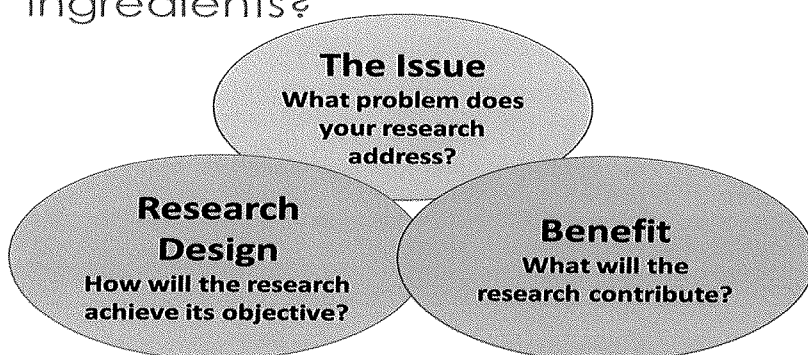 ingredients?
The Issue
What problem does
your research
address?
Research
Design
How will the research
achieve its objective?
Benefit
What will the
research contribute?